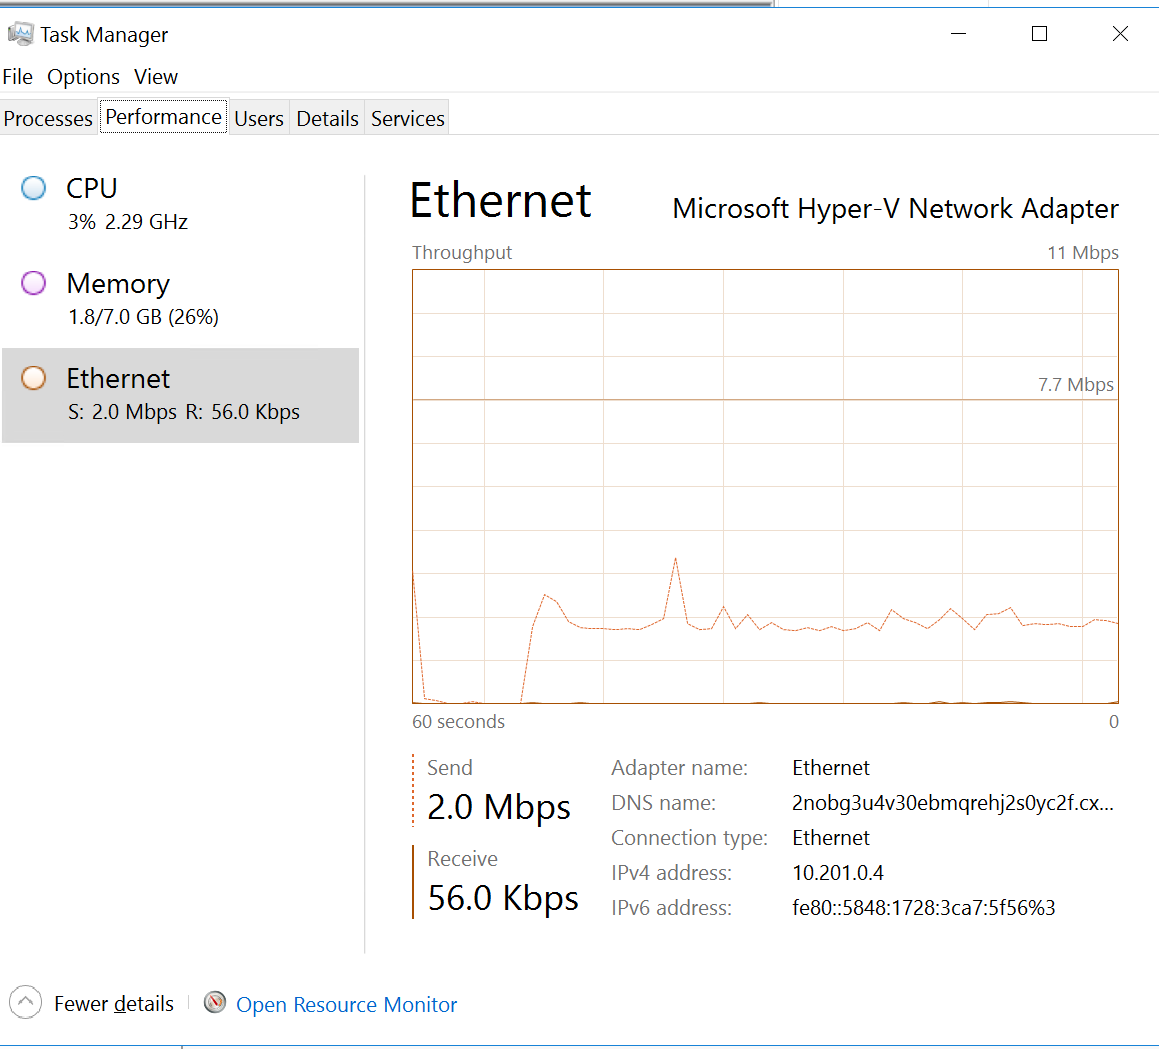 Task Manager
File Options View
Processes Performance Users Details Services
CPU
3% 2.29 GHz
Memory
1.8/7.0 GB (26%)
Ethernet
S: 2.0 Mbps R: 56.0 Kbps
Ethernet
Microsoft Hyper-V Network Adapter
Throughput
11 Mbps
7.7 Mbps
60 seconds
0
Send
2.0 Mbps
Receive
56.0 Kbps
Adapter name: Ethernet
DNS name: 2nobg3u4v30ebmqrehj2s0yc2f.cx...
Connection type: Ethernet
IPv4 address: 10.201.0.4
IPv6 address: fe80::5848:1728:3ca7:5f56%3
Fewer details
Open Resource Monitor